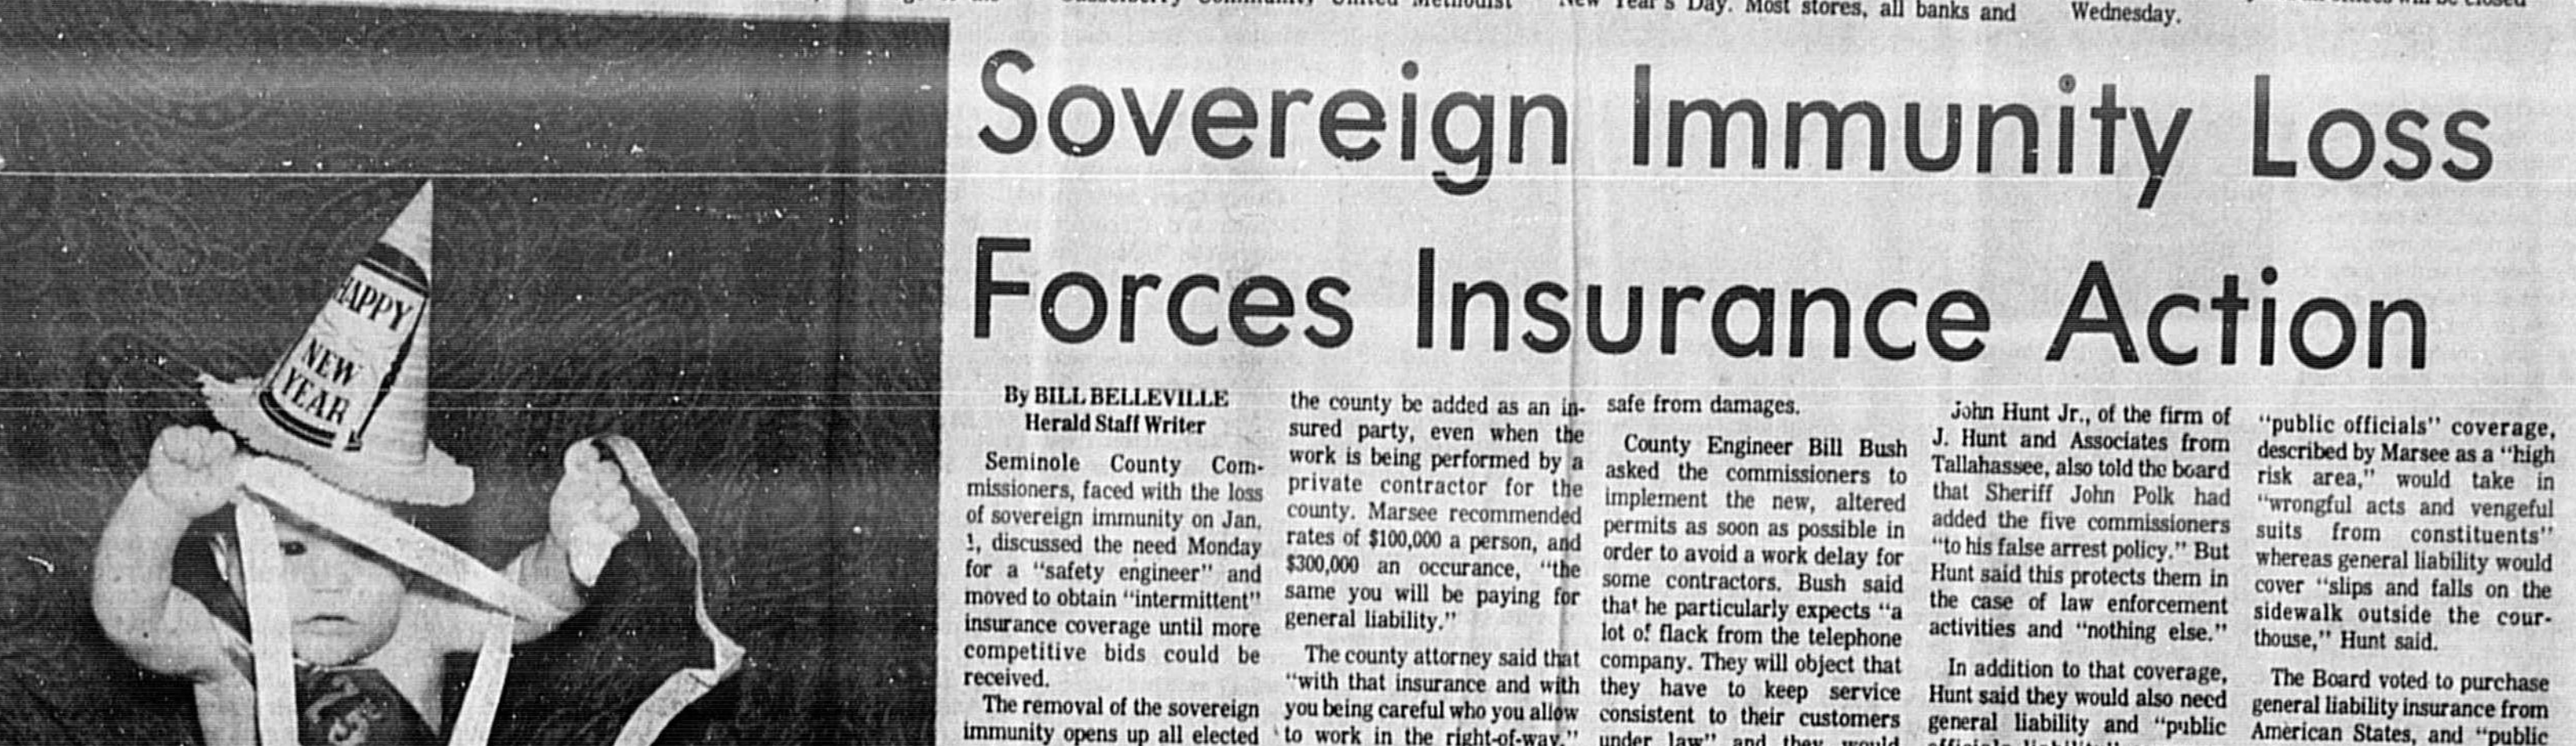 Community United Methodist
New Year's Day. Most stores, all banks and
Wednesday.
closed
HAPPY
NEW
YEAR
75
Sovereign Immunity Loss
Forces Insurance Action
By BILL BELLEVILLE
Herald Staff Writer
Seminole County Com-
missioners, faced with the loss
of sovereign immunity on Jan.
1, discussed the need Monday
for a "safety engineer" and
moved to obtain "intermittent"
insurance coverage until more
competitive bids could be
received.
The removal of the sovereign
immunity opens up all elected
the county be added as an in-
sured party, even when the
work is being performed by a
private contractor for the
county. Marsee recommended
rates of $100,000 a person, and
$300,000 an occurance, "the
same you will be paying for
general liability."
The county attorney said that
"with that insurance and with
you being careful who you allow
to work in the right-of-way."
safe from damages.
County Engineer Bill Bush
asked the commissioners to
implement the new, altered
permits as soon as possible in
order to avoid a work delay for
some contractors. Bush said
that he particularly expects "a
lot of flack from the telephone
company. They will object that
they have to keep service
consistent to their customers
under law" and they would
John Hunt Jr., of the firm of
J. Hunt and Associates from
Tallahassee, also told the board
that Sheriff John Polk had
added the five commissioners
"to his false arrest policy." But
Hunt said this protects them in
the case of law enforcement
activities and "nothing else."
In addition to that coverage,
Hunt said they would also need
general liability and "public
"public officials" coverage,
described by Marsee as a "high
risk area," would take in
"wrongful acts and vengeful
suits from constituents"
whereas general liability would
cover "slips and falls on the
sidewalk outside the cour-
thouse," Hunt said.
The Board voted to purchase
general liability insurance from
American States, and "public